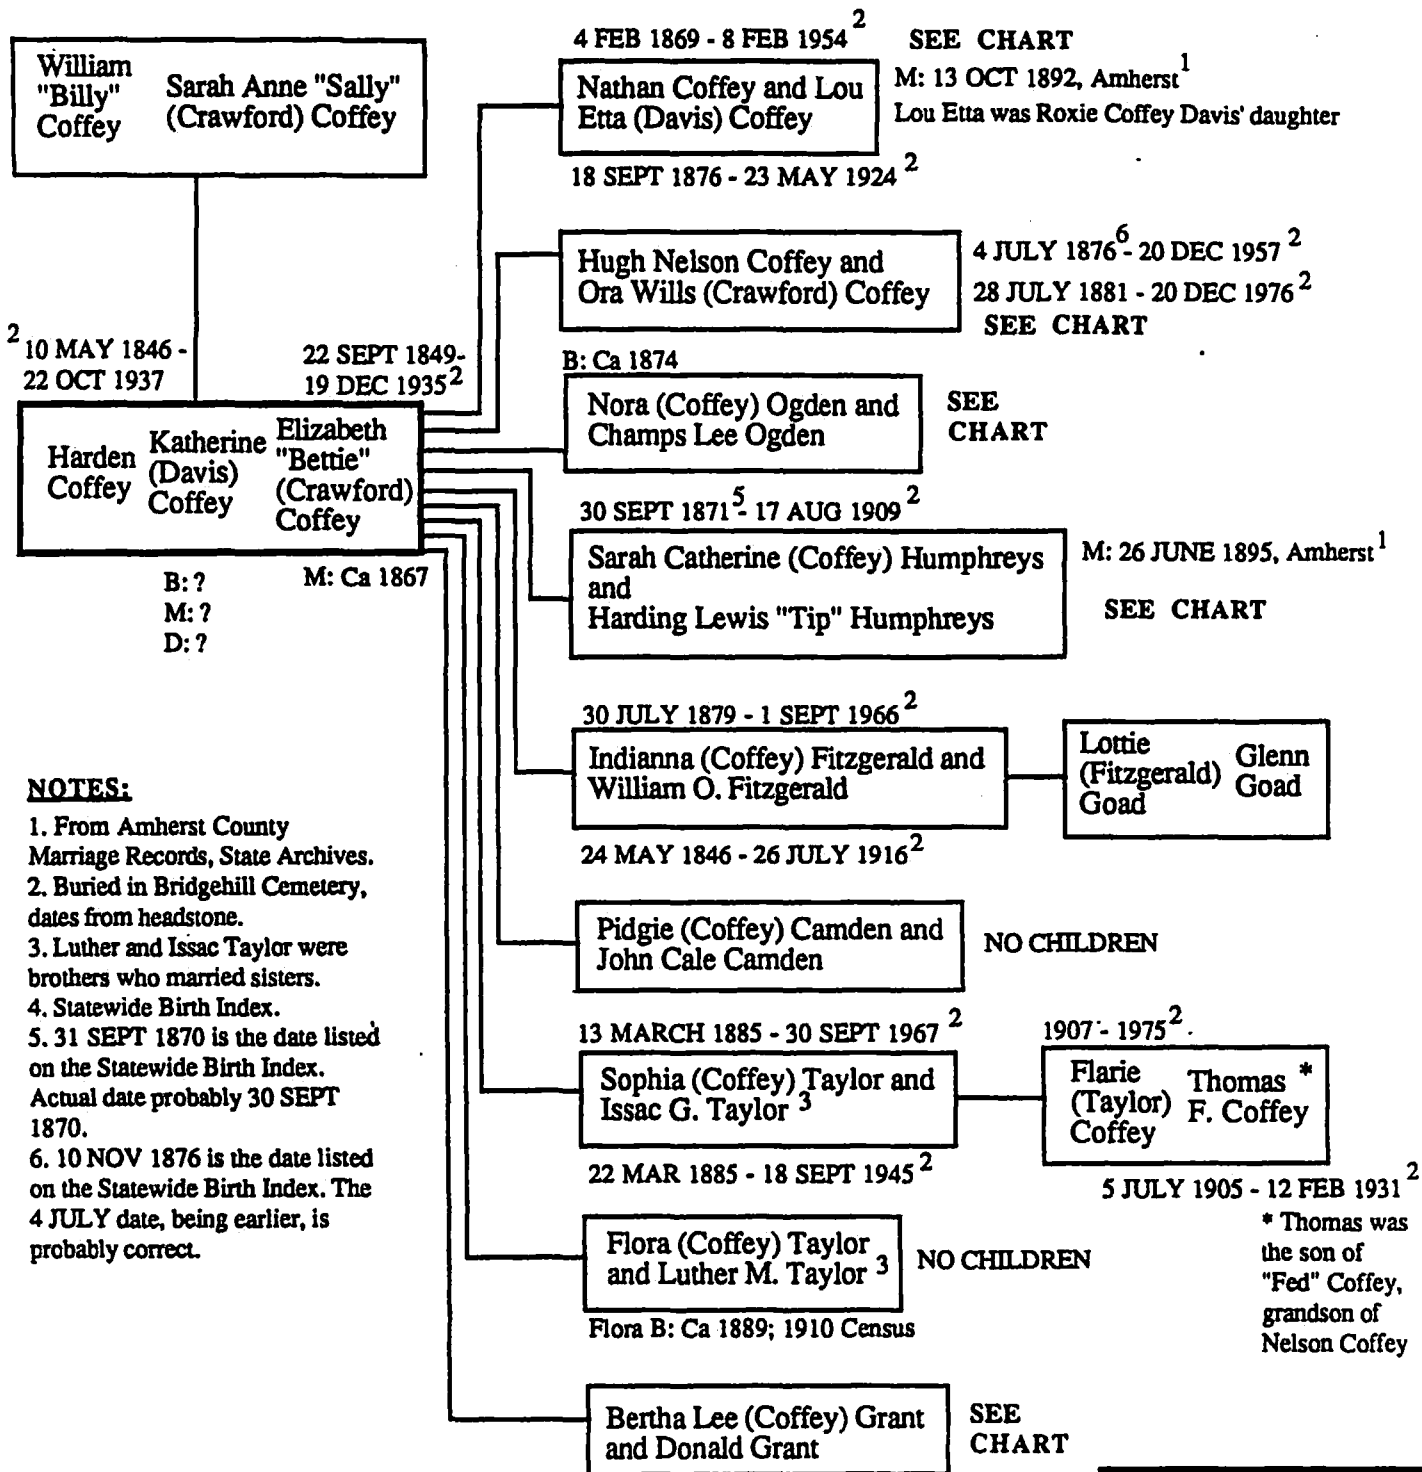 William
"Billy"
Coffey
Sarah Anne "Sally"
(Crawford) Coffey
4 FEB 1869 - 8 FEB 1954 2
SEE CHART
Nathan Coffey and Lou
Etta (Davis) Coffey
M: 13 OCT 1892, Amherst 1
Lou Etta was Roxie Coffey Davis' daughter
18 SEPT 1876 - 23 MAY 1924 2
Hugh Nelson Coffey and
Ora Wills (Crawford) Coffey
4 JULY 1876 6 - 20 DEC 1957 2
28 JULY 1881 - 20 DEC 1976 2
SEE CHART
2 10 MAY 1846 -
22 OCT 1937
22 SEPT 1849-
19 DEC 1935 2
Harden
Coffey
Katherine
(Davis)
Coffey
Elizabeth
"Bettie"
(Crawford)
Coffey
B: ?
M: ?
D: ?
M: Ca 1867
B: Ca 1874
Nora (Coffey) Ogden and
Champs Lee Ogden
SEE
CHART
30 SEPT 1871 5 - 17 AUG 1909 2
Sarah Catherine (Coffey) Humphreys
and
Harding Lewis "Tip" Humphreys
M: 26 JUNE 1895, Amherst 1
SEE CHART
30 JULY 1879 - 1 SEPT 1966 2
Indianna (Coffey) Fitzgerald and
William O. Fitzgerald
24 MAY 1846 - 26 JULY 1916 2
Lottie
(Fitzgerald)
Goad
Glenn
Goad
Pidgie (Coffey) Camden and
John Cale Camden
NO CHILDREN
13 MARCH 1885 - 30 SEPT 1967 2
Sophia (Coffey) Taylor and
Issac G. Taylor 3
22 MAR 1885 - 18 SEPT 1945 2
1907 - 1975 2
Flarie
(Taylor)
Coffey
Thomas *
F. Coffey
5 JULY 1905 - 12 FEB 1931 2
* Thomas was
the son of
"Fed" Coffey,
grandson of
Nelson Coffey
Flora (Coffey) Taylor
and Luther M. Taylor 3
NO CHILDREN
Flora B: Ca 1889; 1910 Census
Bertha Lee (Coffey) Grant
and Donald Grant
SEE
CHART
NOTES:
1. From Amherst County
Marriage Records, State Archives.
2. Buried in Bridgehill Cemetery,
dates from headstone.
3. Luther and Issac Taylor were
brothers who married sisters.
4. Statewide Birth Index.
5. 31 SEPT 1870 is the date listed
on the Statewide Birth Index.
Actual date probably 30 SEPT
1870.
6. 10 NOV 1876 is the date listed
on the Statewide Birth Index. The
4 JULY date, being earlier, is
probably correct.